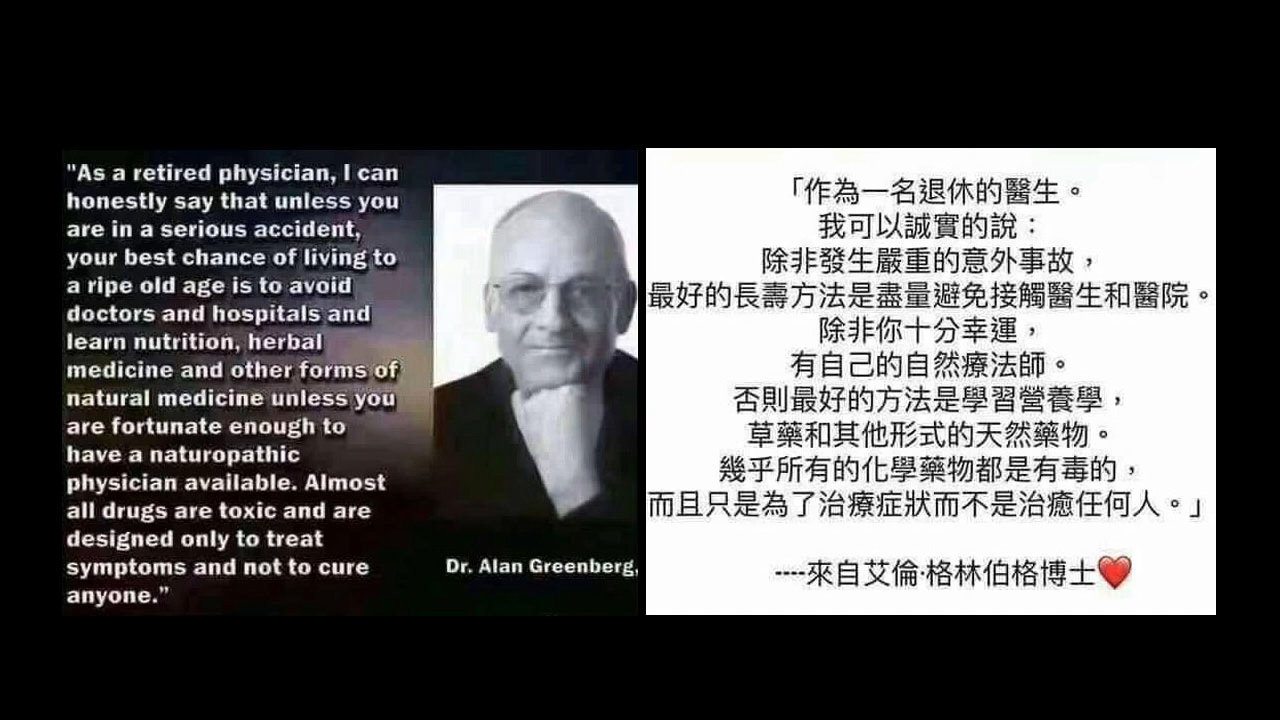 "As a retired physician, I can
honestly say that unless you
are in a serious accident,
your best chance of living to
a ripe old age is to avoid
doctors and hospitals and
learn nutrition, herbal
medicine and other forms of
natural medicine unless you
are fortunate enough to
have a naturopathic
physician available. Almost
all drugs are toxic and are
designed only to treat
symptoms and not to cure
anyone.”
Dr. Alan Greenberg,
「作為一名退休的醫生。
我可以誠實的說：
除非發生嚴重的意外事故，
最好的長壽方法是盡量避免接觸醫生和醫院。
除非你十分幸運，
有自己的自然療法師。
否則最好的方法是學習營養學，
草藥和其他形式的天然藥物。
幾乎所有的化學藥物都是有毒的，
而且只是為了治療症狀而不是治癒任何人。」
----來自艾倫·格林伯格博士❤️